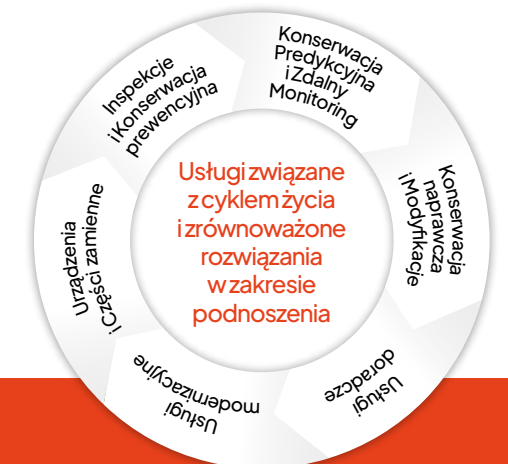 Usługi związane
z cyklem życia
i zrównoważone
rozwiązania
w zakresie
podnoszenia
Inspekcje
i Konserwacja
prewencyjna
Konserwacja
Predykcyjna
i Zdalny
Monitoring
Konserwacja
naprawcza
i Modyfikacje
Usługi
doradcze
Usługi
modernizacyjne
Urządzenia
i Części zamienne